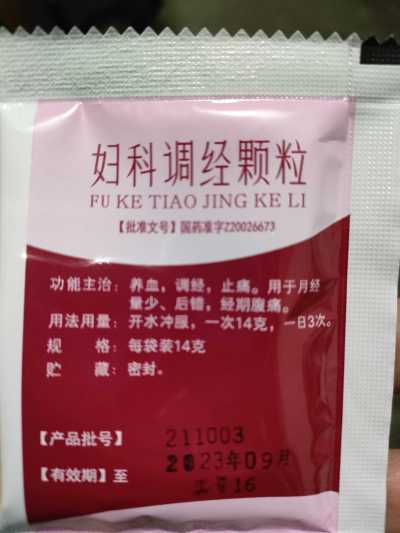 妇科调经颗粒
FU KE TIAO JING KE LI
【批准文号】国药准字Z20026673
功能主治：养血，调经，止痛。用于月经
量少、后错，经期腹痛。
用法用量：开水冲服，一次14克，一日3次。
规　　格：每袋装14克
贮　　藏：密封。
【产品批号】 211003
【有效期】至 2023年09月
16